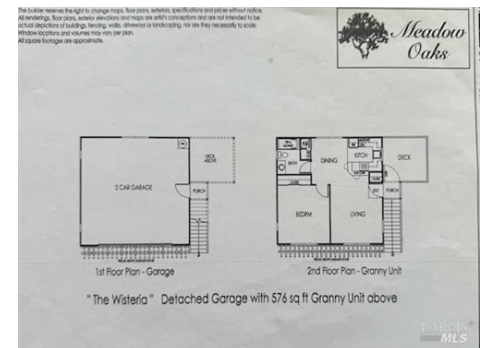 The builder reserves the right to change maps, floor plans, exteriors, specifications and prices without notice.
All renderings, floor plans, exterior elevations and maps are artist's conceptions and are not intended to be
actual depictions of buildings, fencing, walls, driveways or landscaping, nor are they necessarily to scale.
Window locations and volumes may vary per plan.
All square footages are approximate.
Meadow
Oaks
2 CAR GARAGE
DECK
ABOVE
PORCH
1st Floor Plan - Garage
BATH
DINING
KITCH
DECK
ENT
PORCH
BEDRM
LIVING
2nd Floor Plan - Granny Unit
"The Wisteria" Detached Garage with 576 sq ft Granny Unit above
BAREIS
MLS